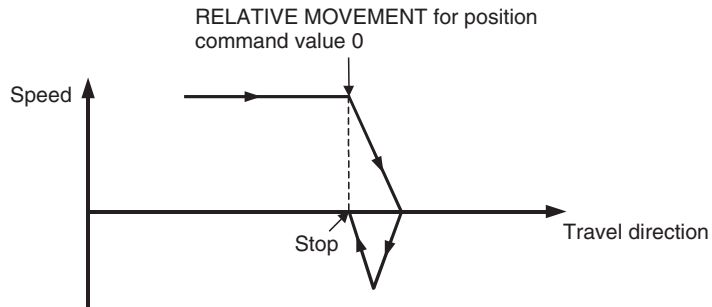 RELATIVE MOVEMENT for position
command value 0
Speed
Stop
Travel direction